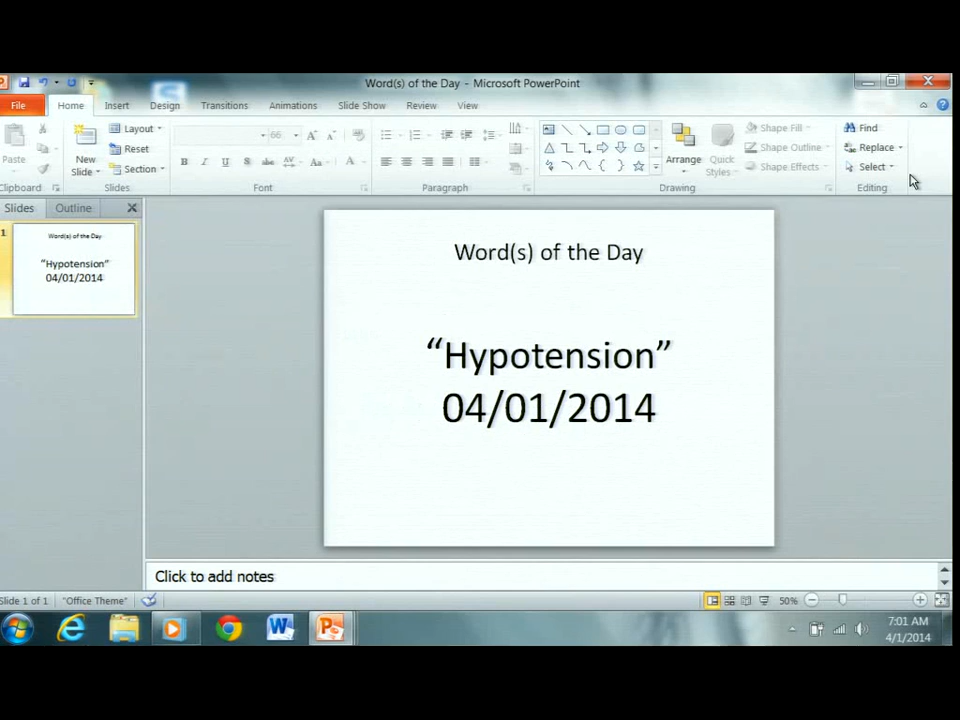 Word(s) of the Day - Microsoft PowerPoint
File Home Insert Design Transitions Animations Slide Show Review View
Paste
New Slide
Layout
Reset
Section
66
Arrange
Quick Styles
Shape Fill
Shape Outline
Shape Effects
Find
Replace
Select
Clipboard Slides Font Paragraph Drawing Editing
Slides Outline
1
Word(s) of the Day
"Hypotension"
04/01/2014
Word(s) of the Day
“Hypotension”
04/01/2014
Click to add notes
Slide 1 of 1 "Office Theme" 50%
7:01 AM
4/1/2014